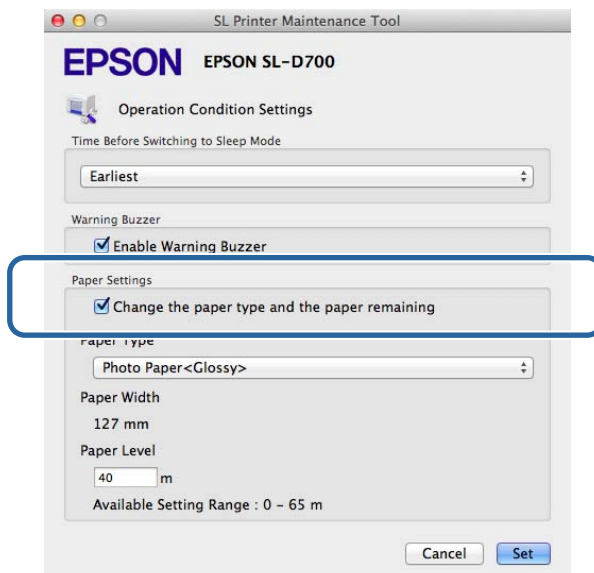 SL Printer Maintenance Tool
EPSON EPSON SL-D700
Operation Condition Settings
Time Before Switching to Sleep Mode
Earliest
Warning Buzzer
Enable Warning Buzzer
Paper Settings
Change the paper type and the paper remaining
Paper Type
Photo Paper<Glossy>
Paper Width
127 mm
Paper Level
40 m
Available Setting Range : 0 – 65 m
Cancel Set